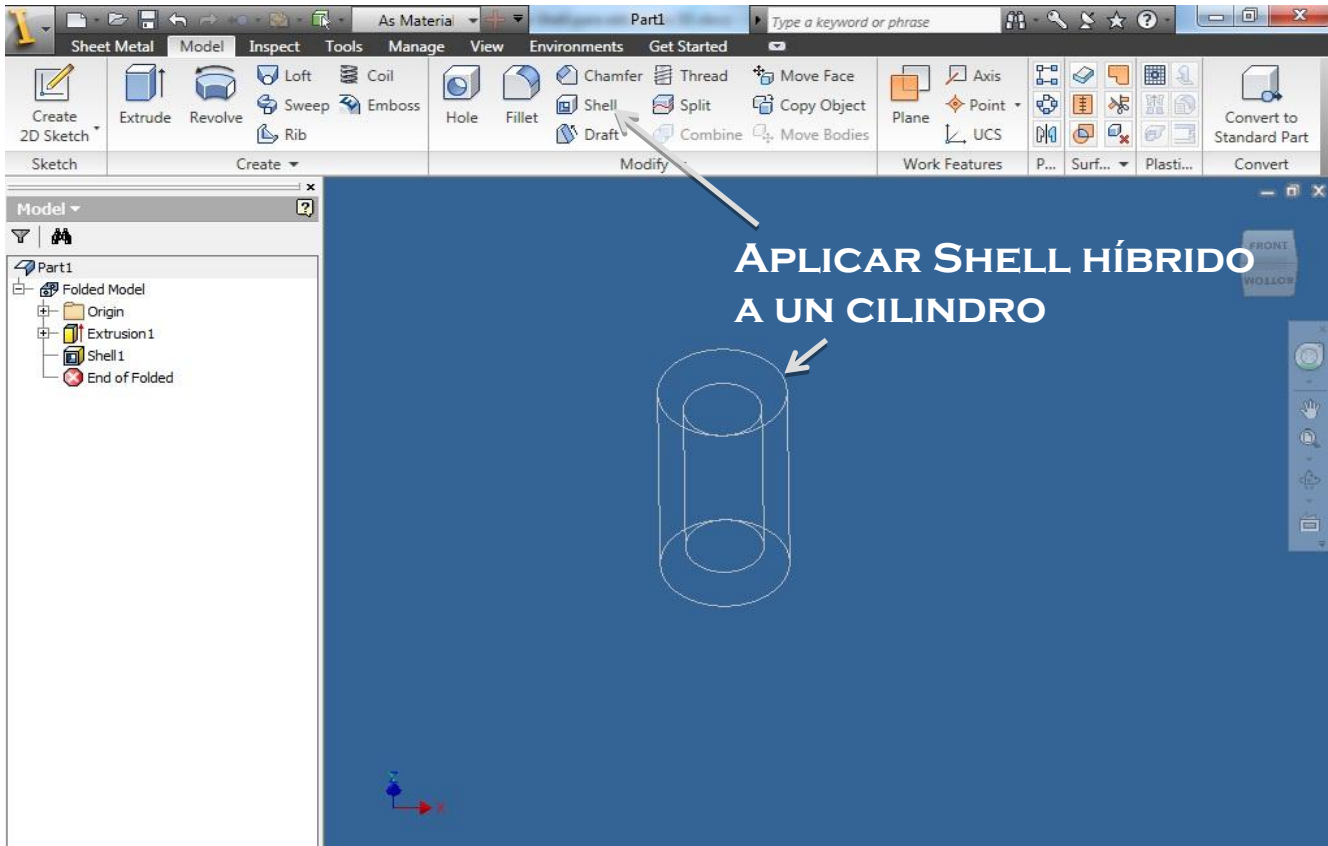 As Material
Part1
Type a keyword or phrase
Sheet Metal Model Inspect Tools Manage View Environments Get Started
Loft Coil Chamfer Thread Move Face Axis
Create 2D Sketch Extrude Revolve Sweep Emboss Hole Fillet Shell Split Copy Object Plane Point Convert to Standard Part
Rib Draft Combine Move Bodies UCS
Sketch Create Modify Work Features P... Surf... Plasti... Convert
Model
Part1
Folded Model
Origin
Extrusion1
Shell1
End of Folded
APLICAR SHELL HÍBRIDO
A UN CILINDRO
FRONT
BOTTOM
Z
X